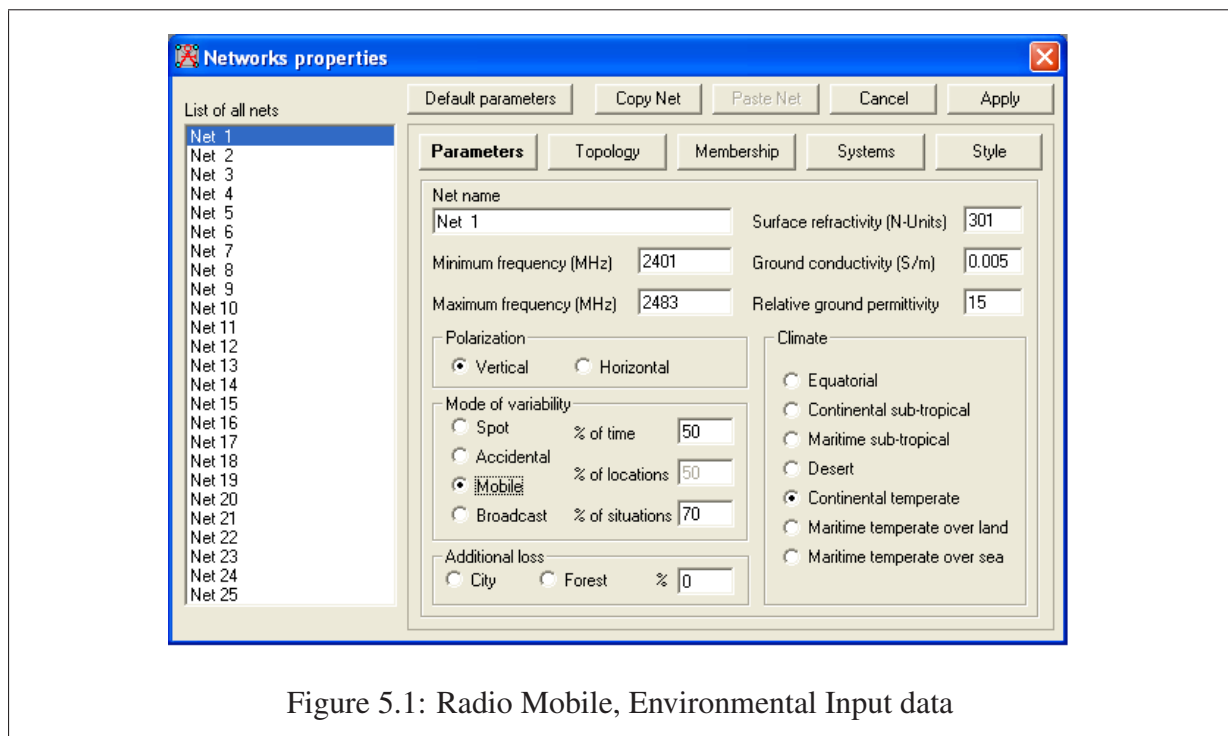 Networks properties
List of all nets
Net 1
Net 2
Net 3
Net 4
Net 5
Net 6
Net 7
Net 8
Net 9
Net 10
Net 11
Net 12
Net 13
Net 14
Net 15
Net 16
Net 17
Net 18
Net 19
Net 20
Net 21
Net 22
Net 23
Net 24
Net 25
Default parameters Copy Net Paste Net Cancel Apply
Parameters Topology Membership Systems Style
Net name
Net 1
Surface refractivity (N-Units) 301
Minimum frequency (MHz) 2401
Ground conductivity (S/m) 0.005
Maximum frequency (MHz) 2483
Relative ground permittivity 15
Polarization
Vertical Horizontal
Mode of variability
Spot % of time 50
Accidental
% of locations 50
Mobile
Broadcast % of situations 70
Additional loss
City Forest % 0
Climate
Equatorial
Continental sub-tropical
Maritime sub-tropical
Desert
Continental temperate
Maritime temperate over land
Maritime temperate over sea
Figure 5.1: Radio Mobile, Environmental Input data